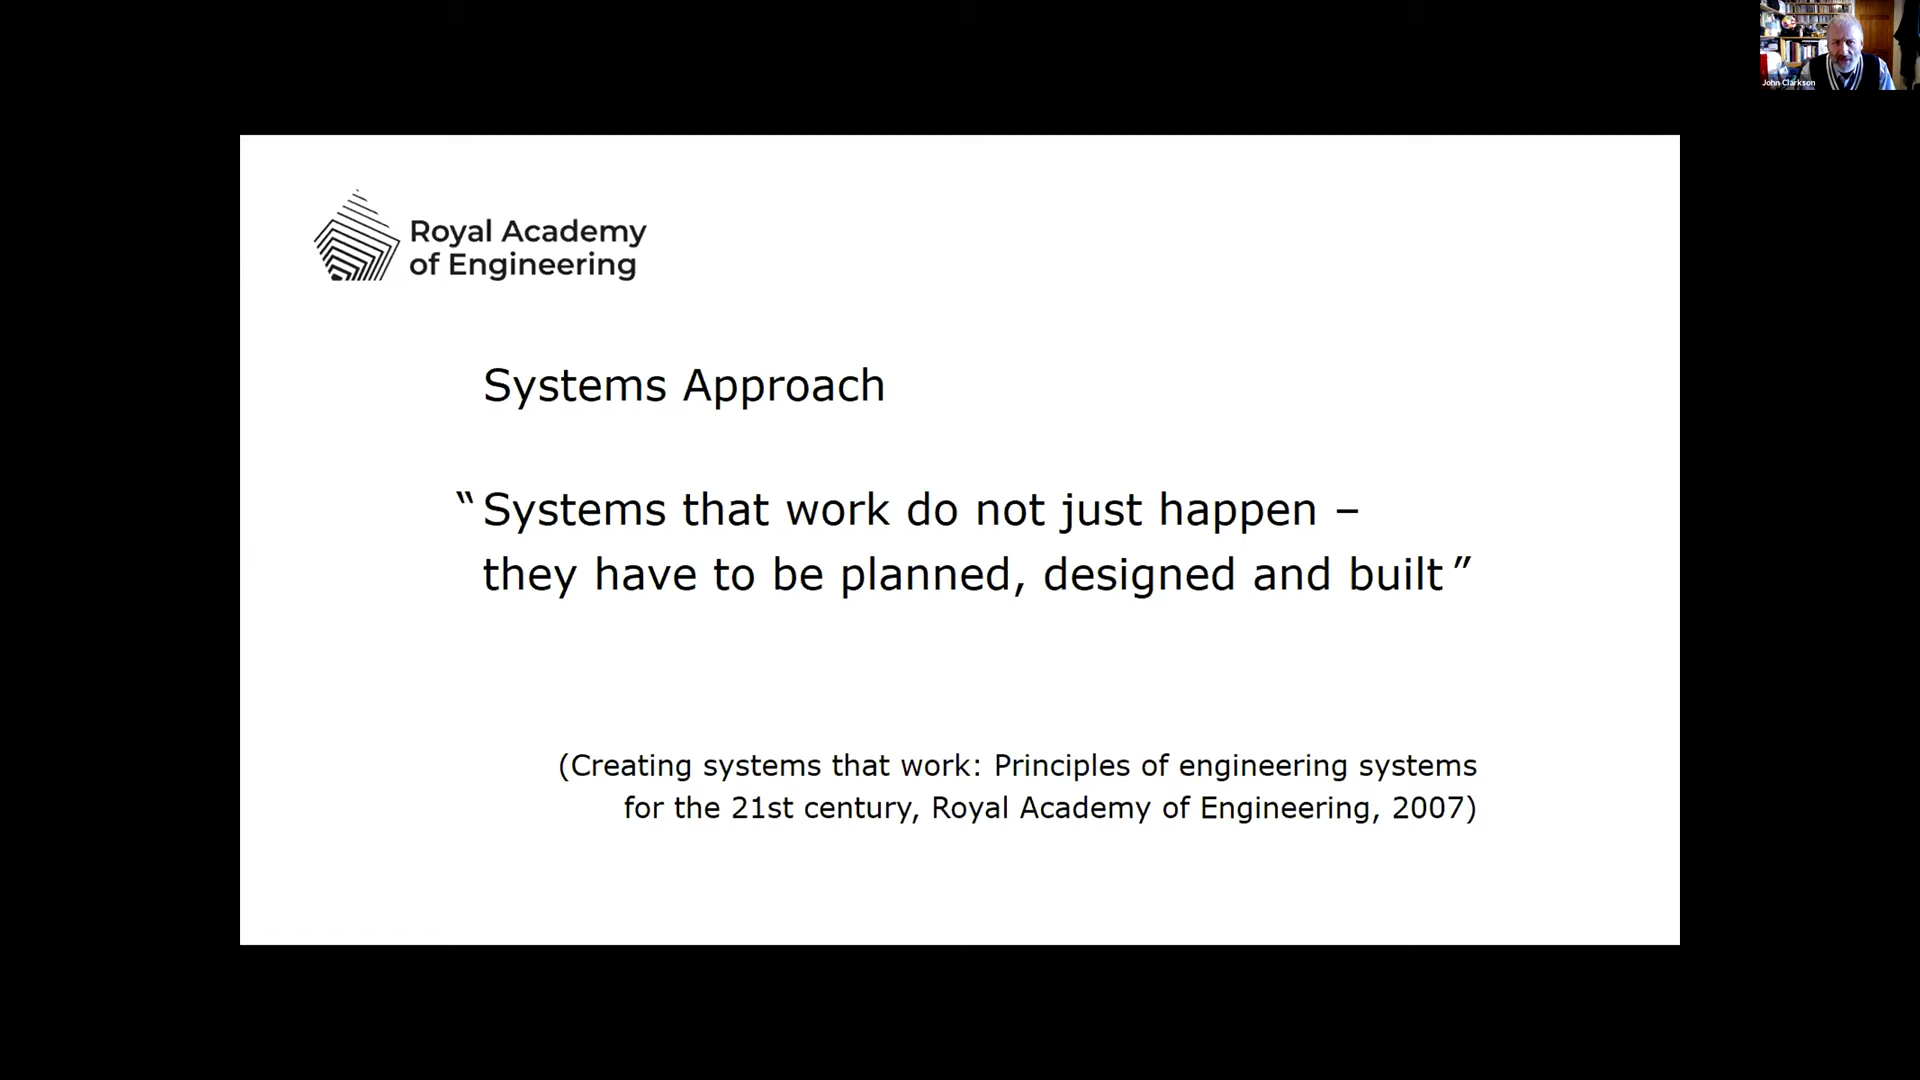 John Clarkson
Royal Academy
of Engineering
Systems Approach
“Systems that work do not just happen –
they have to be planned, designed and built”
(Creating systems that work: Principles of engineering systems
for the 21st century, Royal Academy of Engineering, 2007)